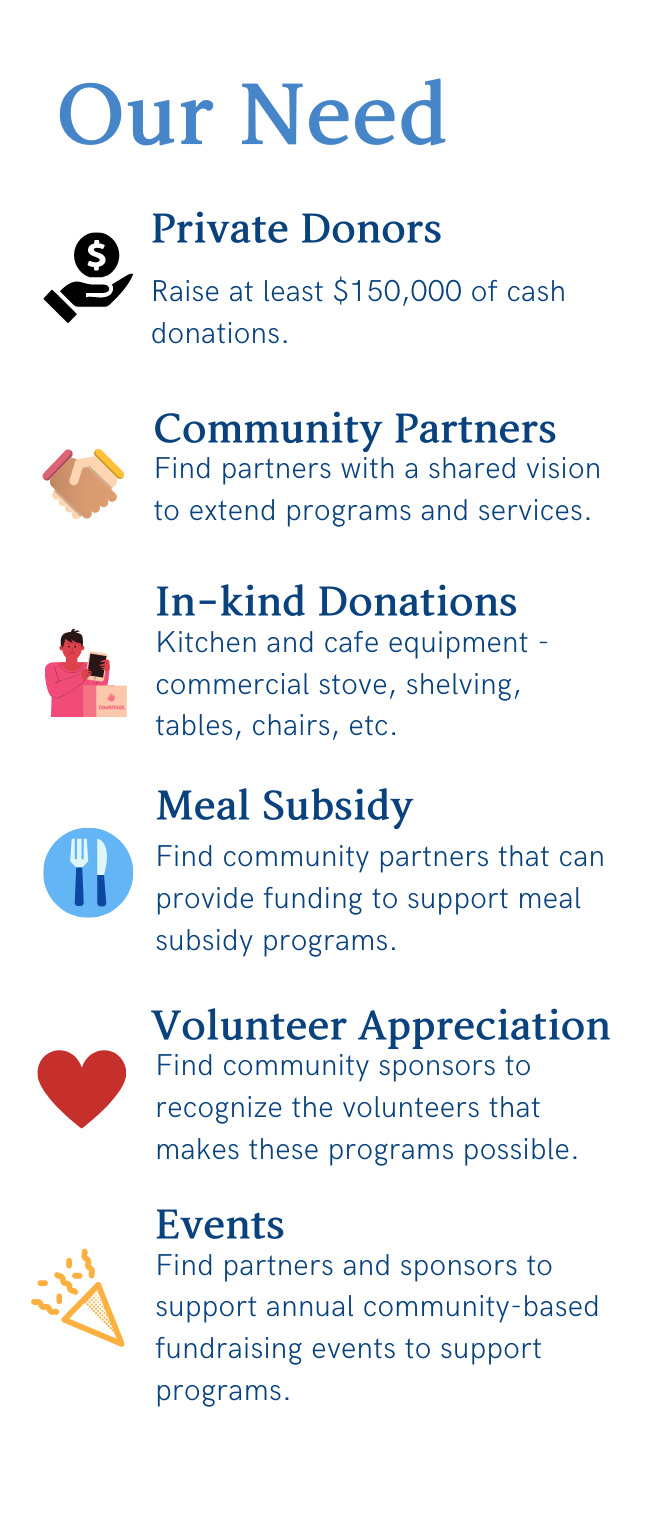 Our Need
Private Donors
$
Raise at least $150,000 of cash
donations.
Community Partners
Find partners with a shared vision
to extend programs and services.
In-kind Donations
Kitchen and cafe equipment -
commercial stove, shelving,
tables, chairs, etc.
DONATIONS
Meal Subsidy
Find community partners that can
provide funding to support meal
subsidy programs.
Volunteer Appreciation
Find community sponsors to
recognize the volunteers that
makes these programs possible.
Events
Find partners and sponsors to
support annual community-based
fundraising events to support
programs.